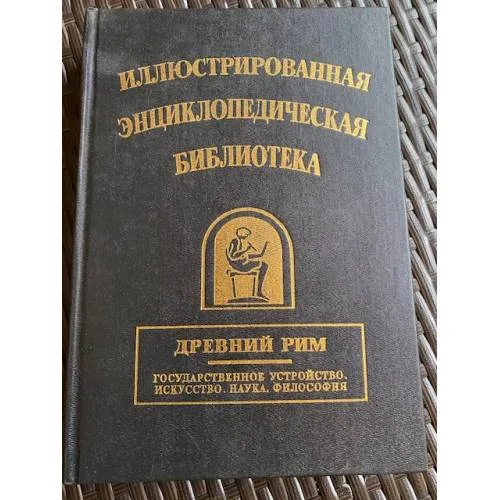 ИЛЛЮСТРИРОВАННАЯ
ЭНЦИКЛОПЕДИЧЕСКАЯ
БИБЛИОТЕКА
ДРЕВНИЙ РИМ
ГОСУДАРСТВЕННОЕ УСТРОЙСТВО.
ИСКУССТВО. НАУКА. ФИЛОСОФИЯ